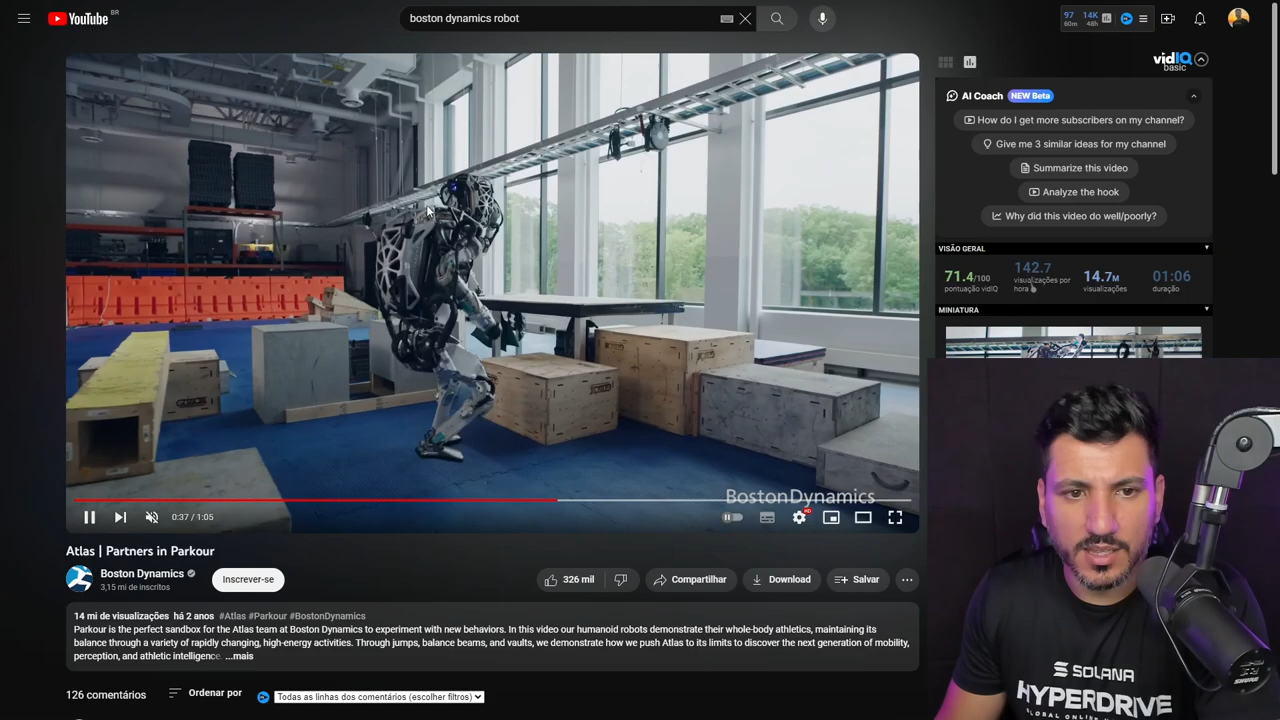 YouTube BR
boston dynamics robot
97
60m
14K
48h
vidIQ
basic
AI Coach NEW Beta
How do I get more subscribers on my channel?
Give me 3 similar ideas for my channel
Summarize this video
Analyze the hook
Why did this video do well/poorly?
VISÃO GERAL
71.4/100
pontuação vidIQ
142.7
visualizações por
hora
14.7M
visualizações
01:06
duração
MINIATURA
BostonDynamics
0:37 / 1:05
HD
Atlas | Partners in Parkour
Boston Dynamics
3,15 mi de inscritos
Inscrever-se
326 mil
Compartilhar
Download
Salvar
14 mi de visualizações há 2 anos #Atlas #Parkour #BostonDynamics
Parkour is the perfect sandbox for the Atlas team at Boston Dynamics to experiment with new behaviors. In this video our humanoid robots demonstrate their whole-body athletics, maintaining its
balance through a variety of rapidly changing, high-energy activities. Through jumps, balance beams, and vaults, we demonstrate how we push Atlas to its limits to discover the next generation of mobility,
perception, and athletic intelligence. ...mais
126 comentários
Ordenar por
Todas as linhas dos comentários (escolher filtros)
SOLANA
HYPERDRIVE
GLOBAL ONLINE
SHURE